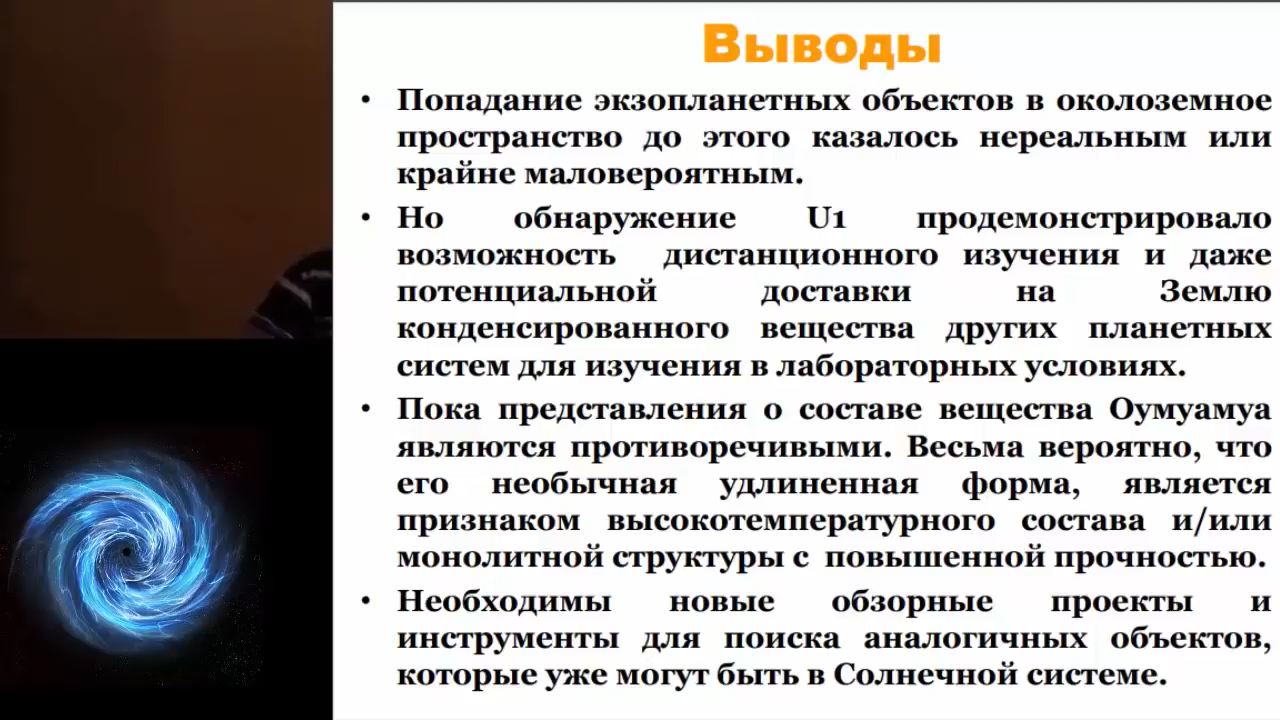 Выводы
• Попадание экзопланетных объектов в околоземное
пространство до этого казалось нереальным или
крайне маловероятным.
• Но обнаружение U1 продемонстрировало
возможность дистанционного изучения и даже
потенциальной доставки на Землю
конденсированного вещества других планетных
систем для изучения в лабораторных условиях.
• Пока представления о составе вещества Оумуамуа
являются противоречивыми. Весьма вероятно, что
его необычная удлиненная форма, является
признаком высокотемпературного состава и/или
монолитной структуры с повышенной прочностью.
• Необходимы новые обзорные проекты и
инструменты для поиска аналогичных объектов,
которые уже могут быть в Солнечной системе.